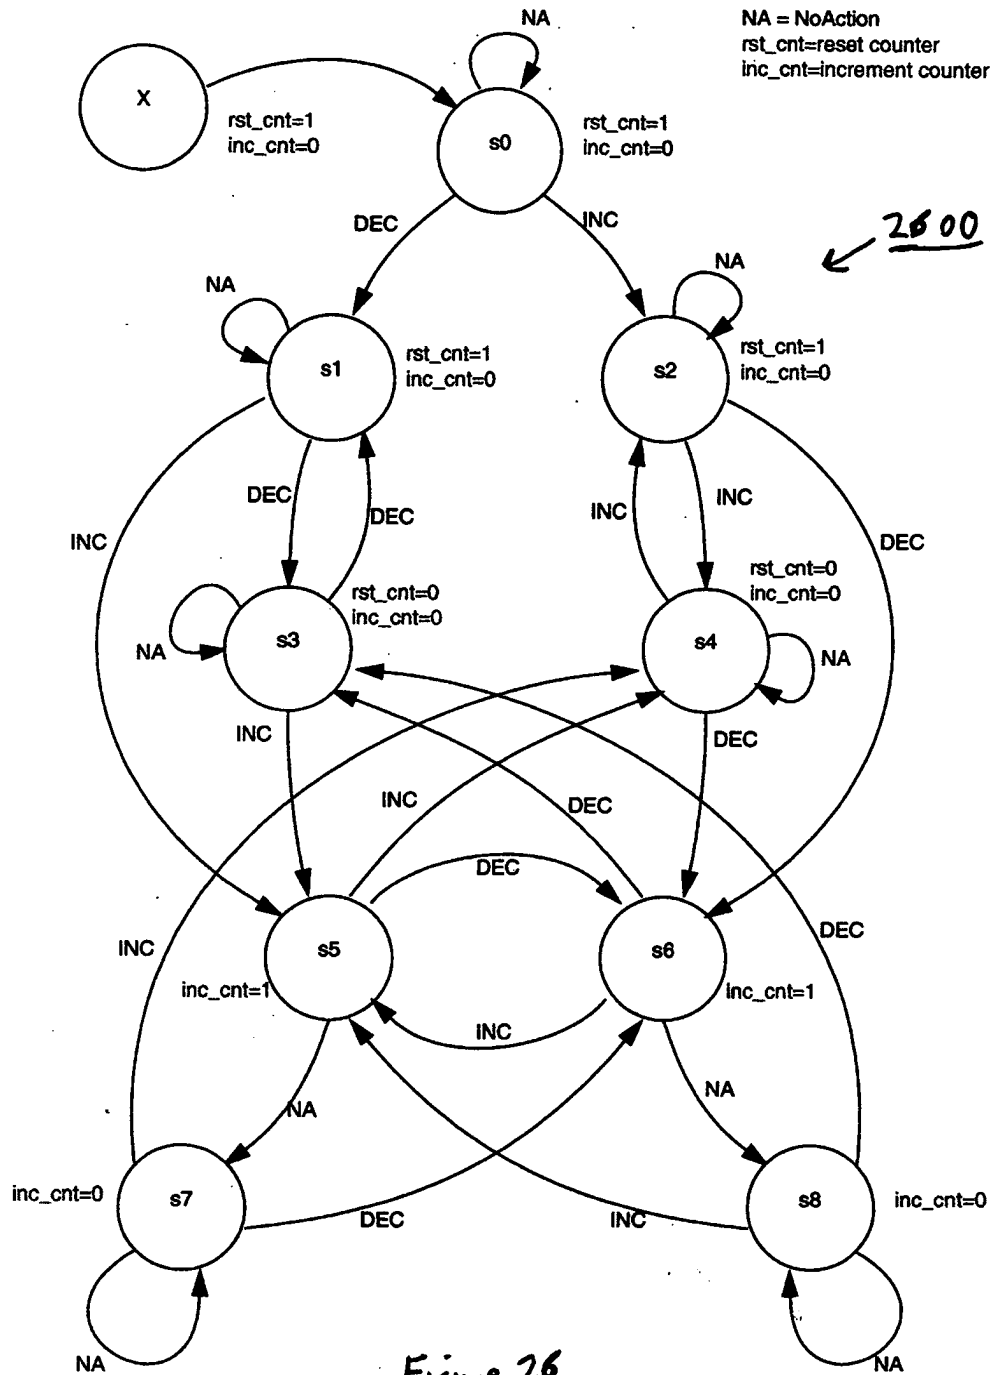 NA = NoAction
rst_cnt=reset counter
inc_cnt=increment counter
NA
X
rst_cnt=1
inc_cnt=0
s0
rst_cnt=1
inc_cnt=0
DEC
INC
2600
NA
NA
s1
rst_cnt=1
inc_cnt=0
s2
rst_cnt=1
inc_cnt=0
DEC
DEC
INC
INC
INC
DEC
rst_cnt=0
inc_cnt=0
rst_cnt=0
inc_cnt=0
s3
s4
NA
NA
INC
DEC
INC
DEC
DEC
INC
DEC
s5
s6
inc_cnt=1
inc_cnt=1
INC
NA
NA
inc_cnt=0
s7
s8
inc_cnt=0
DEC
INC
NA
NA
Figure 26